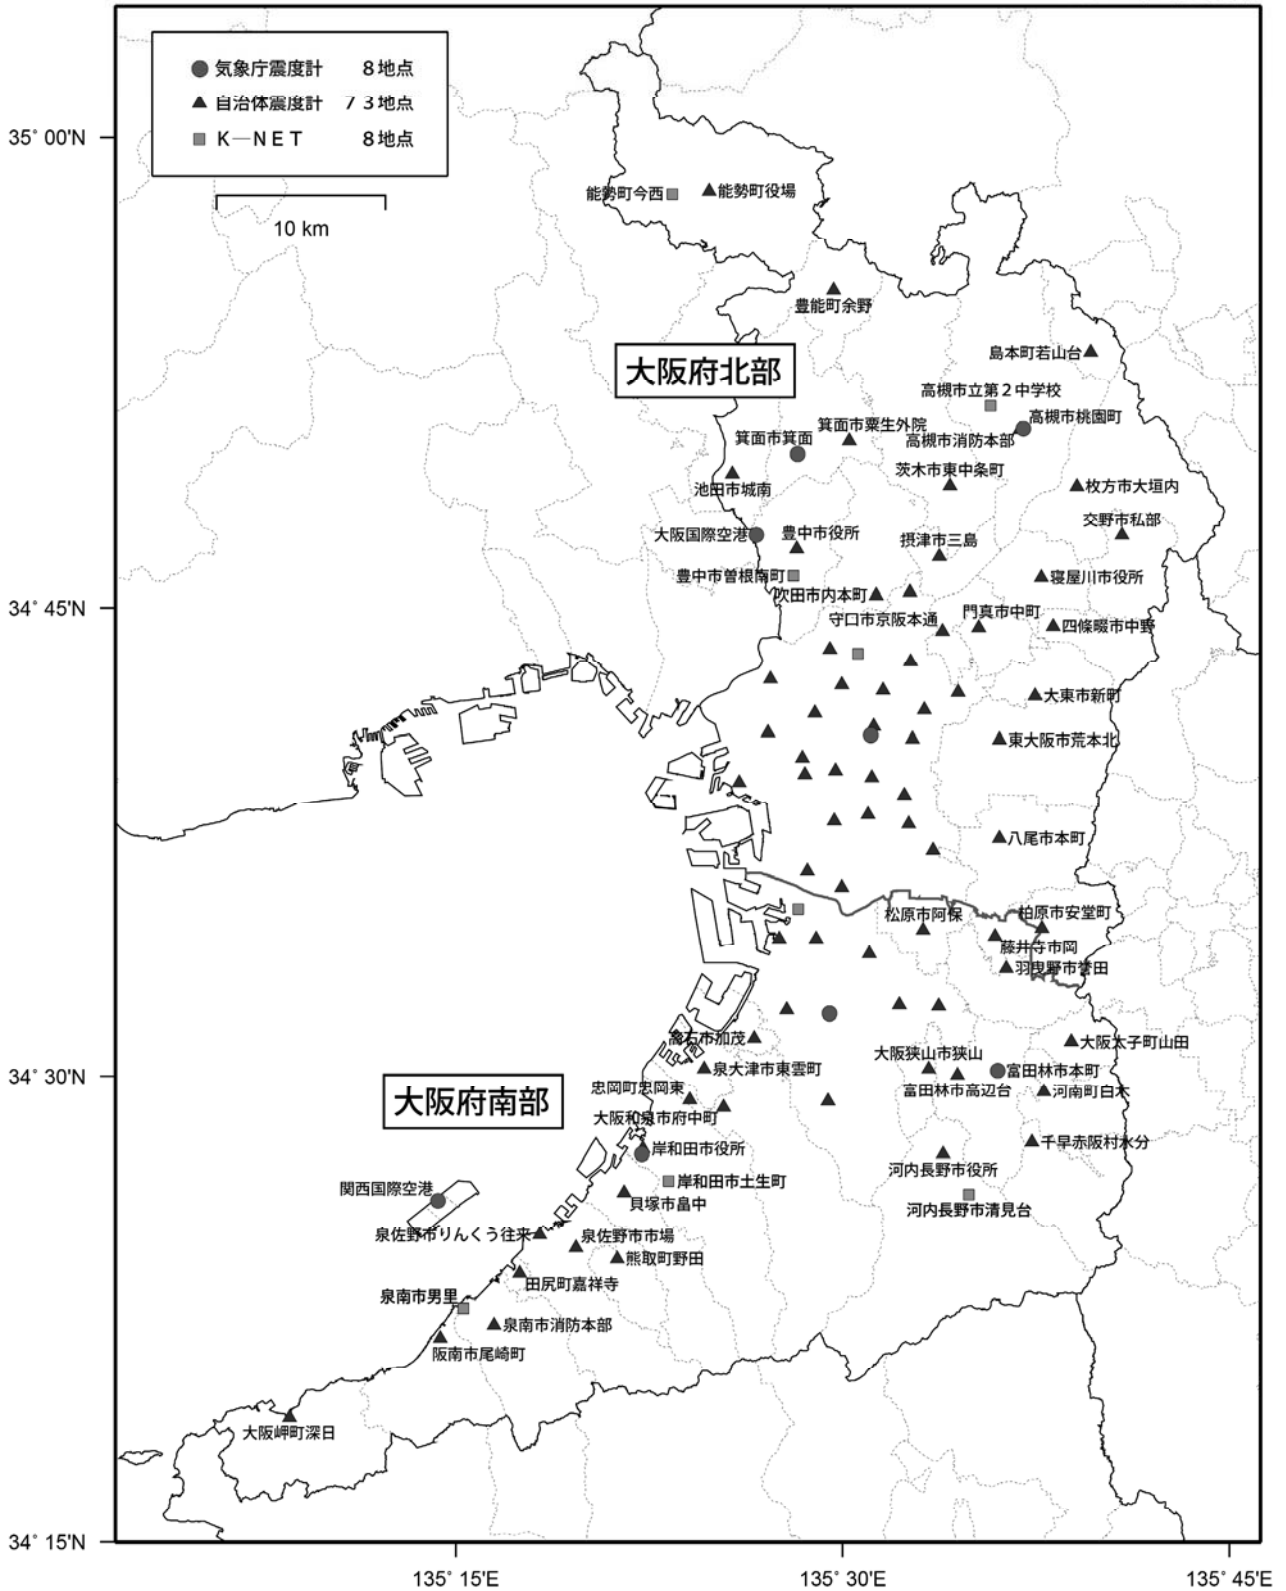 気象庁震度計 8地点
自治体震度計 73地点
K―NET 8地点
10 km
35° 00'N
34° 45'N
34° 30'N
34° 15'N
能勢町今西
能勢町役場
豊能町余野
島本町若山台
大阪府北部
高槻市立第2中学校
高槻市桃園町
箕面市粟生外院
箕面市箕面
高槻市消防本部
茨木市東中条町
池田市城南
枚方市大垣内
交野市私部
大阪国際空港
豊中市役所
摂津市三島
豊中市曽根南町
寝屋川市役所
吹田市内本町
守口市京阪本通
門真市中町
四條畷市中野
大東市新町
東大阪市荒本北
八尾市本町
松原市阿保
柏原市安堂町
藤井寺市岡
羽曳野市誉田
高石市加茂
大阪太子町山田
大阪狭山市狭山
泉大津市東雲町
富田林市本町
大阪府南部
忠岡町忠岡東
富田林市高辺台
河南町白木
大阪和泉市府中町
千早赤阪村水分
岸和田市役所
河内長野市役所
岸和田市土生町
関西国際空港
貝塚市畠中
河内長野市清見台
泉佐野市りんくう往来
泉佐野市市場
熊取町野田
田尻町嘉祥寺
泉南市男里
泉南市消防本部
阪南市尾崎町
大阪岬町深日
135° 15'E
135° 30'E
135° 45'E